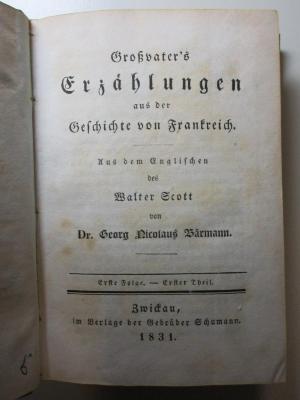 Großvater's
Erzählungen
aus der
Geschichte von Frankreich.
Aus dem Englischen
des
Walter Scott
von
Dr. Georg Nicolaus Bärmann.
Erste Folge. — Erster Theil.
Zwickau,
im Verlage der Gebrüder Schumann.
1831.